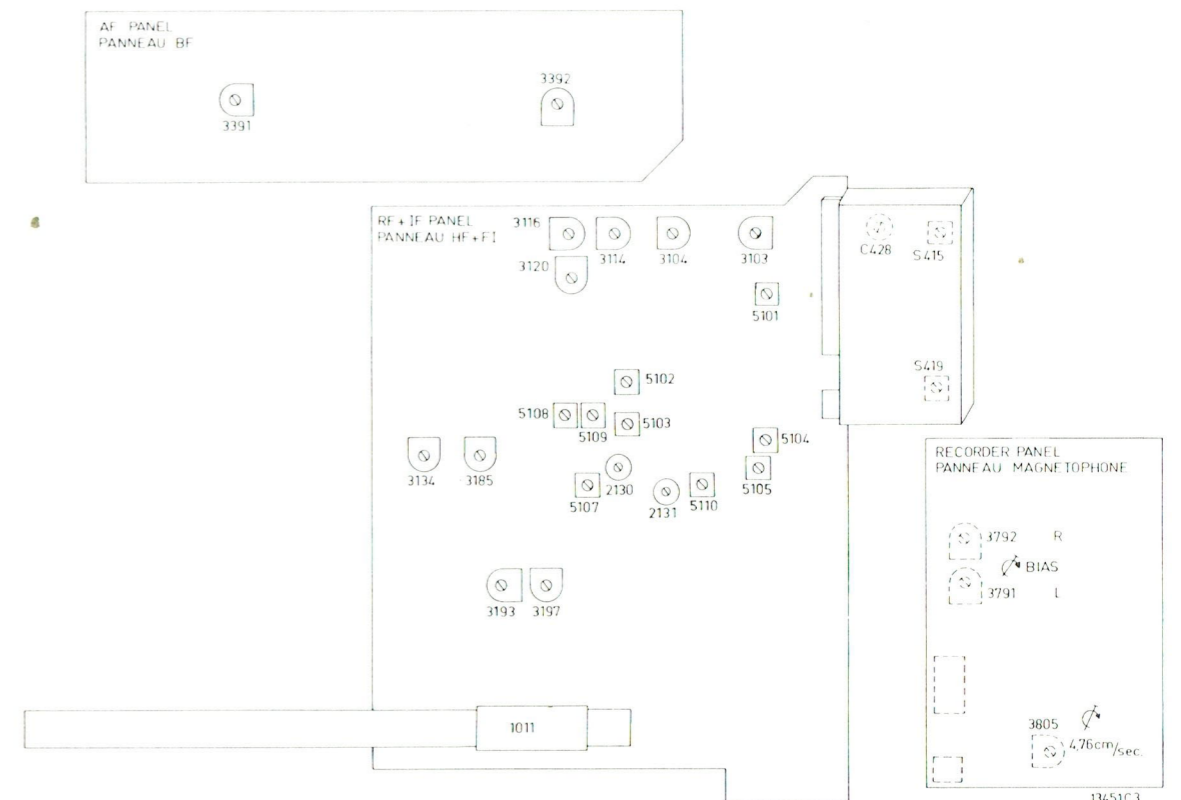 AF PANEL
PANNEAU BF
3391
3392
RF + IF PANEL
PANNEAU HF+FI
3116
3114
3104
3103
3120
5101
C428
S415
S419
5102
5108
5109
5103
5104
5105
3134
3185
5107
2130
2131
5110
3193
3197
1011
RECORDER PANEL
PANNEAU MAGNETOPHONE
3792 R
BIAS
3791 L
3805
4,76cm/sec.
13451C3